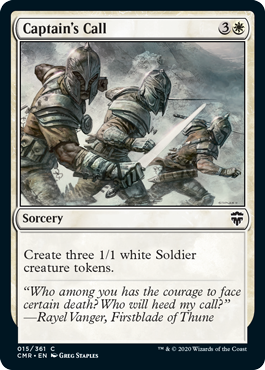 Captain's Call 3
Sorcery
Create three 1/1 white Soldier
creature tokens.
“Who among you has the courage to face
certain death? Who will heed my call?”
—Rayel Vanger, Firstblade of Thune
015/361 C
CMR • EN Greg Staples
™ & © 2020 Wizards of the Coast